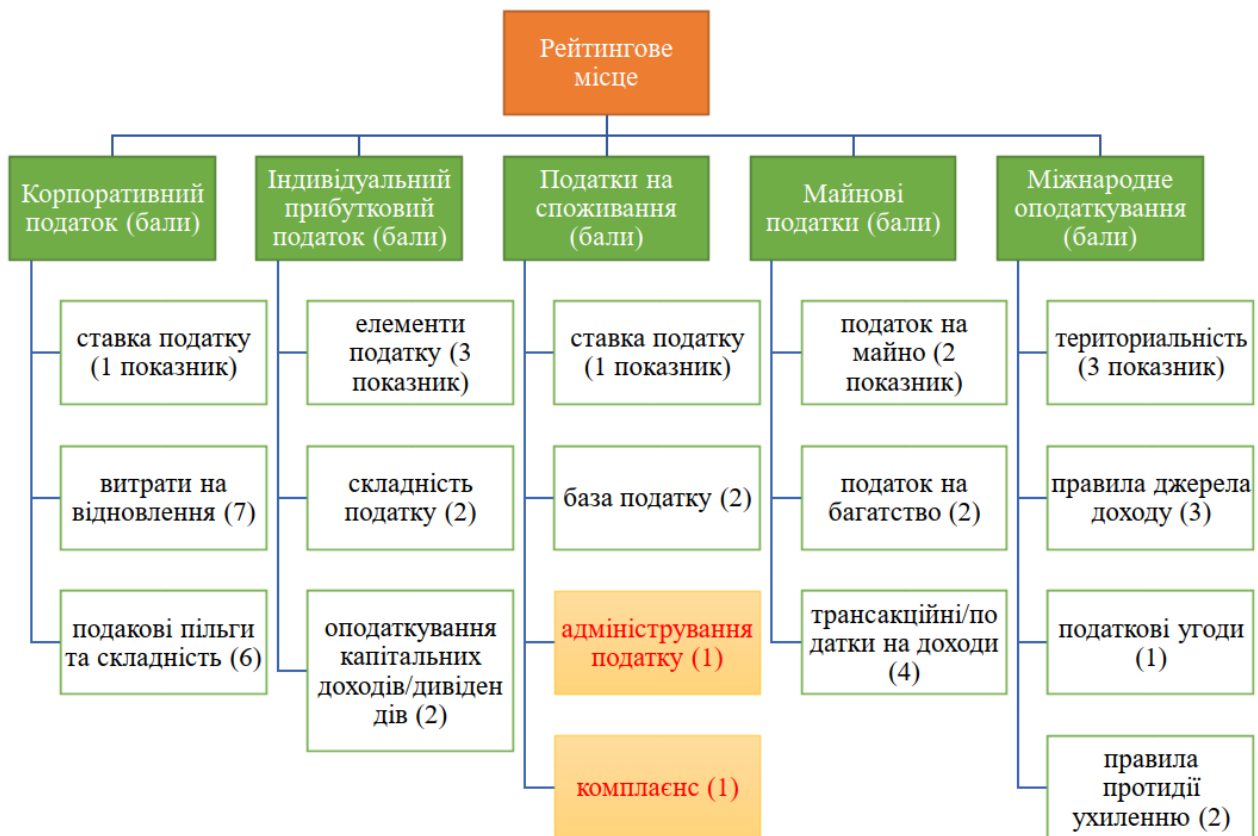 Рейтингове
місце
Корпоративний
податок (бали)
Індивідуальний
прибутковий
податок (бали)
Податки на
споживання
(бали)
Майнові
податки (бали)
Міжнародне
оподаткування
(бали)
ставка податку
(1 показник)
витрати на
відновлення (7)
подакові пільги
та складність (6)
елементи
податку (3
показник)
складність
податку (2)
оподаткування
капітальних
доходів/дивіден
дів (2)
ставка податку
(1 показник)
база податку (2)
адміністрування
податку (1)
комплаєнс (1)
податок на
майно (2
показник)
податок на
багатство (2)
трансакційні/по
датки на доходи
(4)
териториальність
(3 показник)
правила джерела
доходу (3)
податкові угоди
(1)
правила
протидії
ухиленню (2)